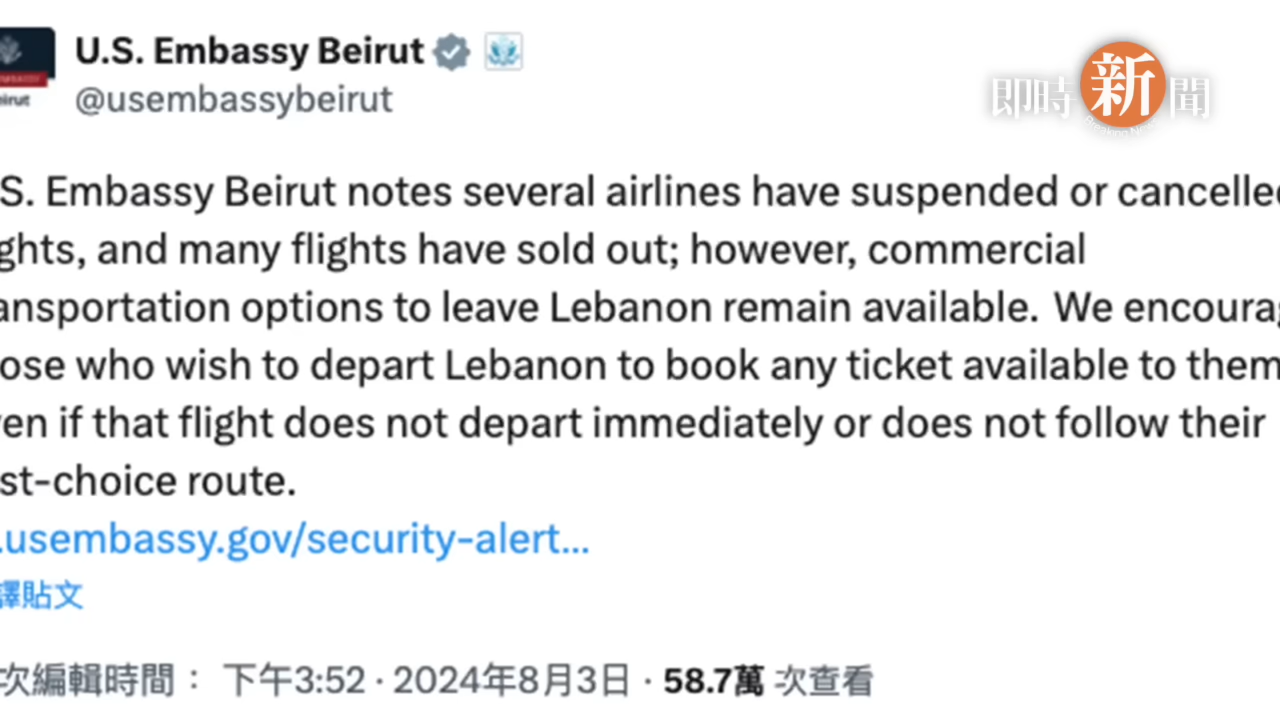 U.S. Embassy Beirut
@usembassybeirut
即時新聞
Breaking News
S. Embassy Beirut notes several airlines have suspended or cancelled
ghts, and many flights have sold out; however, commercial
ansportation options to leave Lebanon remain available. We encourag
ose who wish to depart Lebanon to book any ticket available to them
en if that flight does not depart immediately or does not follow their
st-choice route.
.usembassy.gov/security-alert...
譯貼文
次編輯時間： 下午3:52 · 2024年8月3日 · 58.7萬 次查看